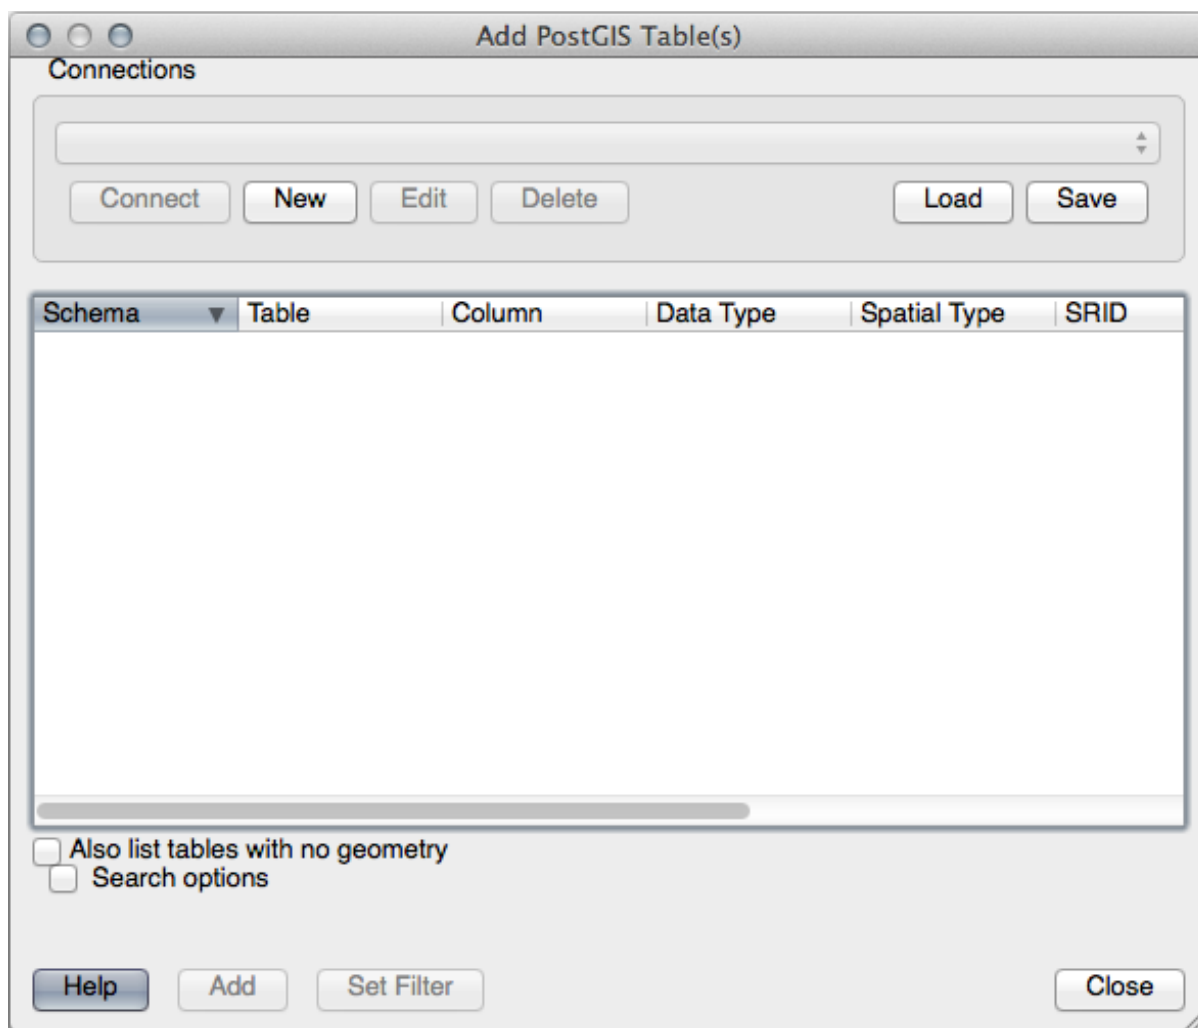 Add PostGIS Table(s)
Connections
Connect New Edit Delete Load Save
Schema Table Column Data Type Spatial Type SRID
Also list tables with no geometry
Search options
Help Add Set Filter Close